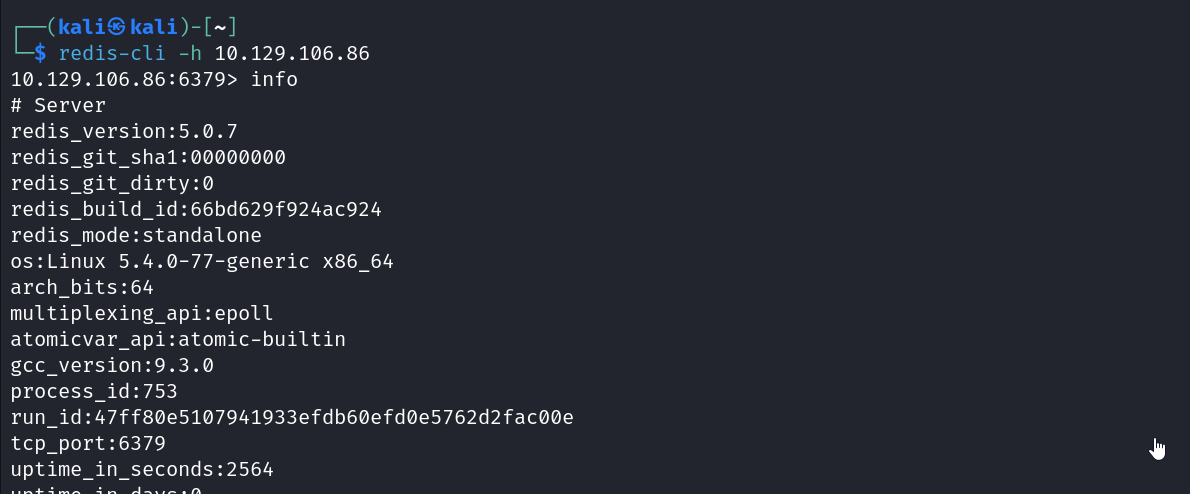 ┌──(kali㉿kali)-[~]
└─$ redis-cli -h 10.129.106.86
10.129.106.86:6379> info
# Server
redis_version:5.0.7
redis_git_sha1:00000000
redis_git_dirty:0
redis_build_id:66bd629f924ac924
redis_mode:standalone
os:Linux 5.4.0-77-generic x86_64
arch_bits:64
multiplexing_api:epoll
atomicvar_api:atomic-builtin
gcc_version:9.3.0
process_id:753
run_id:47ff80e5107941933efdb60efd0e5762d2fac00e
tcp_port:6379
uptime_in_seconds:2564
uptime_in_days:0